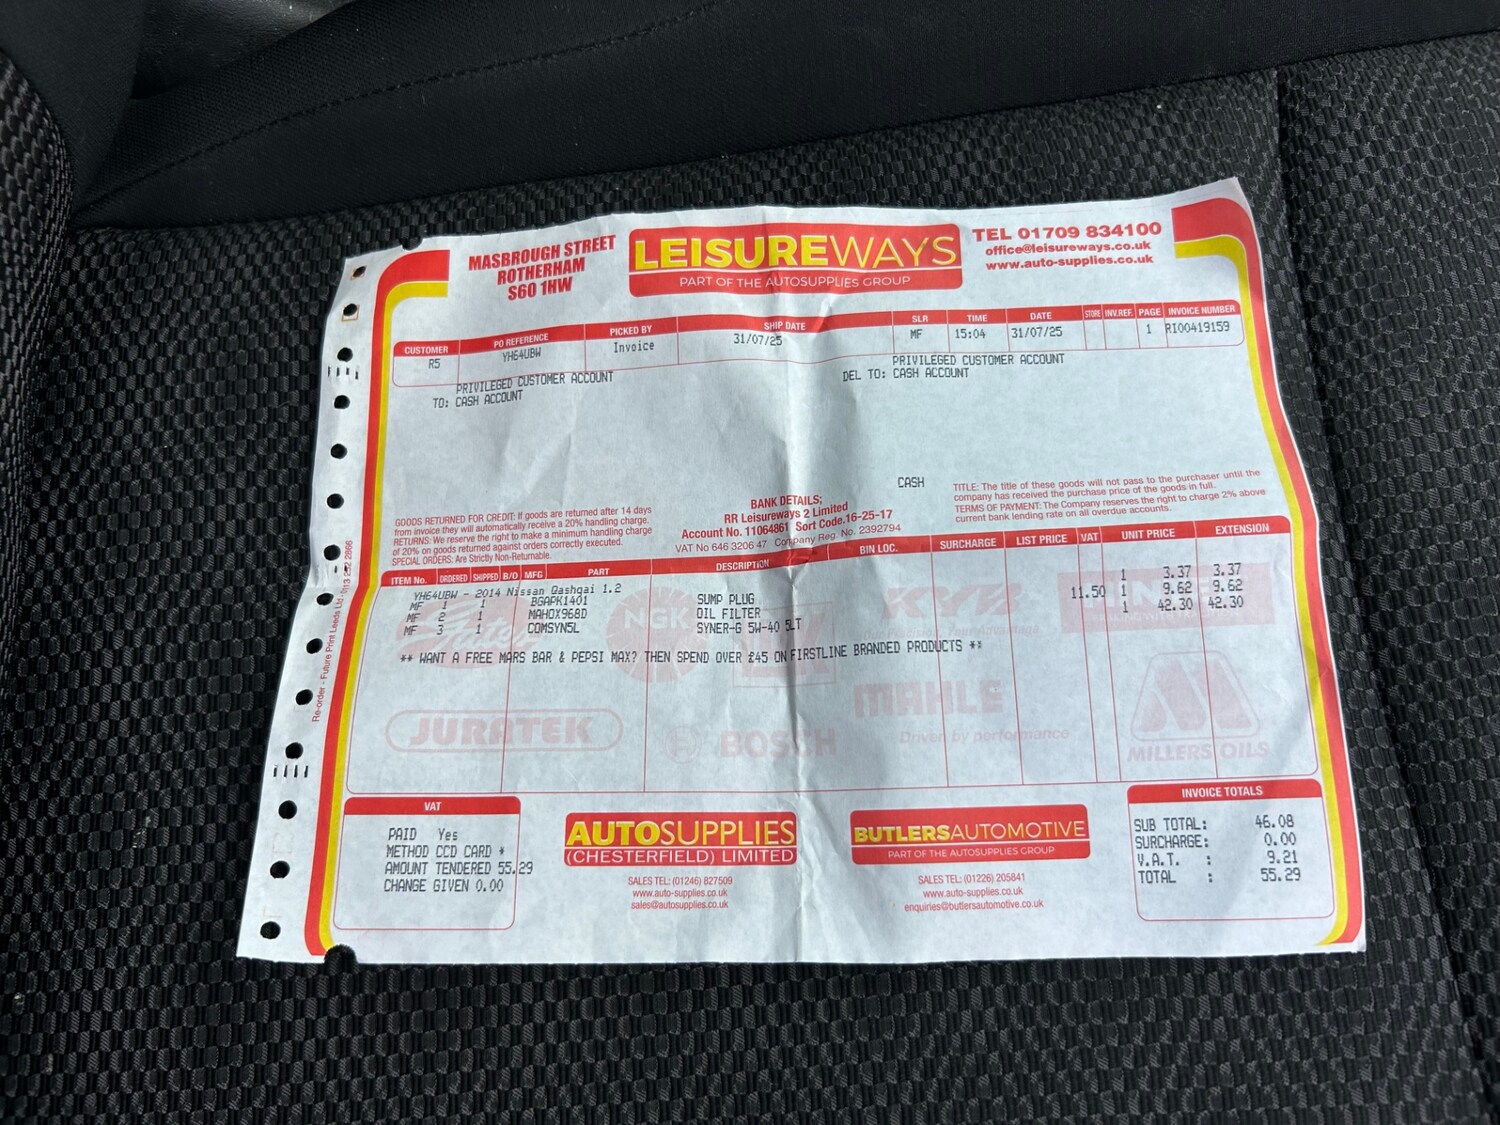 MASBROUGH STREET
ROTHERHAM
S60 1HW
LEISUREWAYS
PART OF THE AUTOSUPPLIES GROUP
TEL 01709 834100
office@leisureways.co.uk
www.auto-supplies.co.uk
CUSTOMER PO REFERENCE PICKED BY SHIP DATE SLR TIME DATE STORE INV.REF. PAGE INVOICE NUMBER
R5 YH64UBW Invoice 31/07/25 MF 15:04 31/07/25 1 RI00419159
PRIVILEGED CUSTOMER ACCOUNT
TO: CASH ACCOUNT
PRIVILEGED CUSTOMER ACCOUNT
DEL TO: CASH ACCOUNT
CASH
GOODS RETURNED FOR CREDIT: If goods are returned after 14 days
from invoice they will automatically receive a 20% handling charge.
RETURNS: We reserve the right to make a minimum handling charge
of 20% on goods returned against orders correctly executed.
SPECIAL ORDERS: Are Strictly Non-Returnable.
BANK DETAILS:
RR Leisureways 2 Limited
Account No. 11064861 Sort Code.16-25-17
VAT No 646 3206 47 Company Reg. No. 2392794
TITLE: The title of these goods will not pass to the purchaser until the
company has received the purchase price of the goods in full.
TERMS OF PAYMENT: The Company reserves the right to charge 2% above
current bank lending rate on all overdue accounts.
ITEM No. ORDERED SHIPPED B/O MFG PART DESCRIPTION BIN LOC. SURCHARGE LIST PRICE VAT UNIT PRICE EXTENSION
YH64UBW - 2014 Nissan Qashqai 1.2
MF 1 1 BGAPK1401 SUMP PLUG 1 3.37 3.37
MF 2 1 MAHOX968D OIL FILTER 11.50 1 9.62 9.62
MF 3 1 COMSYN5L SYNER-G 5W-40 5LT 1 42.30 42.30
** WANT A FREE MARS BAR & PEPSI MAX? THEN SPEND OVER £45 ON FIRSTLINE BRANDED PRODUCTS **
Gates
NGK
MAHLE
Driven by performance
JURATEK
BOSCH
MILLERS OILS
VAT
PAID Yes
METHOD CCD CARD *
AMOUNT TENDERED 55.29
CHANGE GIVEN 0.00
AUTOSUPPLIES
(CHESTERFIELD) LIMITED
SALES TEL: (01246) 827509
www.auto-supplies.co.uk
sales@autosupplies.co.uk
BUTLERSAUTOMOTIVE
PART OF THE AUTOSUPPLIES GROUP
SALES TEL: (01226) 205841
www.auto-supplies.co.uk
enquiries@butlersautomotive.co.uk
INVOICE TOTALS
SUB TOTAL: 46.08
SURCHARGE: 0.00
V.A.T. : 9.21
TOTAL : 55.29
Re-order - Future Print Leeds Ltd.